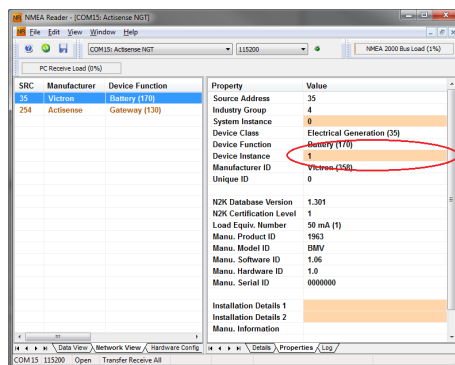 NMEA Reader - [COM15: Actisense NGT]
File Edit View Window Help
COM15: Actisense NGT 115200 NMEA 2000 Bus Load (1%)
PC Receive Load (0%)
SRC Manufacturer Device Function
35 Victron Battery (170)
254 Actisense Gateway (130)
Property Value
Source Address 35
Industry Group 4
System Instance 0
Device Class Electrical Generation (35)
Device Function Battery (170)
Device Instance 1
Manufacturer ID Victron (358)
Unique ID 0
N2K Database Version 1.301
N2K Certification Level 1
Load Equiv. Number 50 mA (1)
Manu. Product ID 1963
Manu. Model ID BMV
Manu. Software ID 1.06
Manu. Hardware ID 1.0
Manu. Serial ID 0000000
Installation Details 1
Installation Details 2
Manu. Information
Data View Network View Hardware Config
Details Properties Log
COM15 115200 Open Transfer Receive All